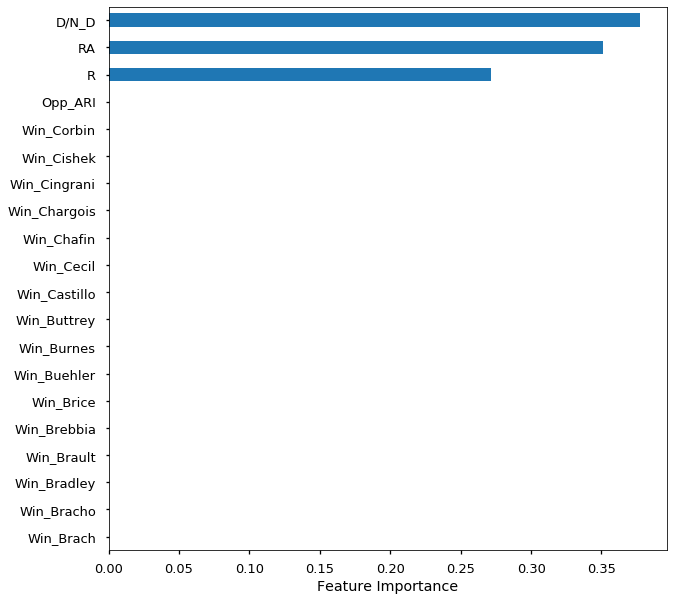 D/N_D
RA
R
Opp_ARI
Win_Corbin
Win_Cishek
Win_Cingrani
Win_Chargois
Win_Chafin
Win_Cecil
Win_Castillo
Win_Buttrey
Win_Burnes
Win_Buehler
Win_Brice
Win_Brebbia
Win_Brault
Win_Bradley
Win_Bracho
Win_Brach
0.00 0.05 0.10 0.15 0.20 0.25 0.30 0.35
Feature Importance